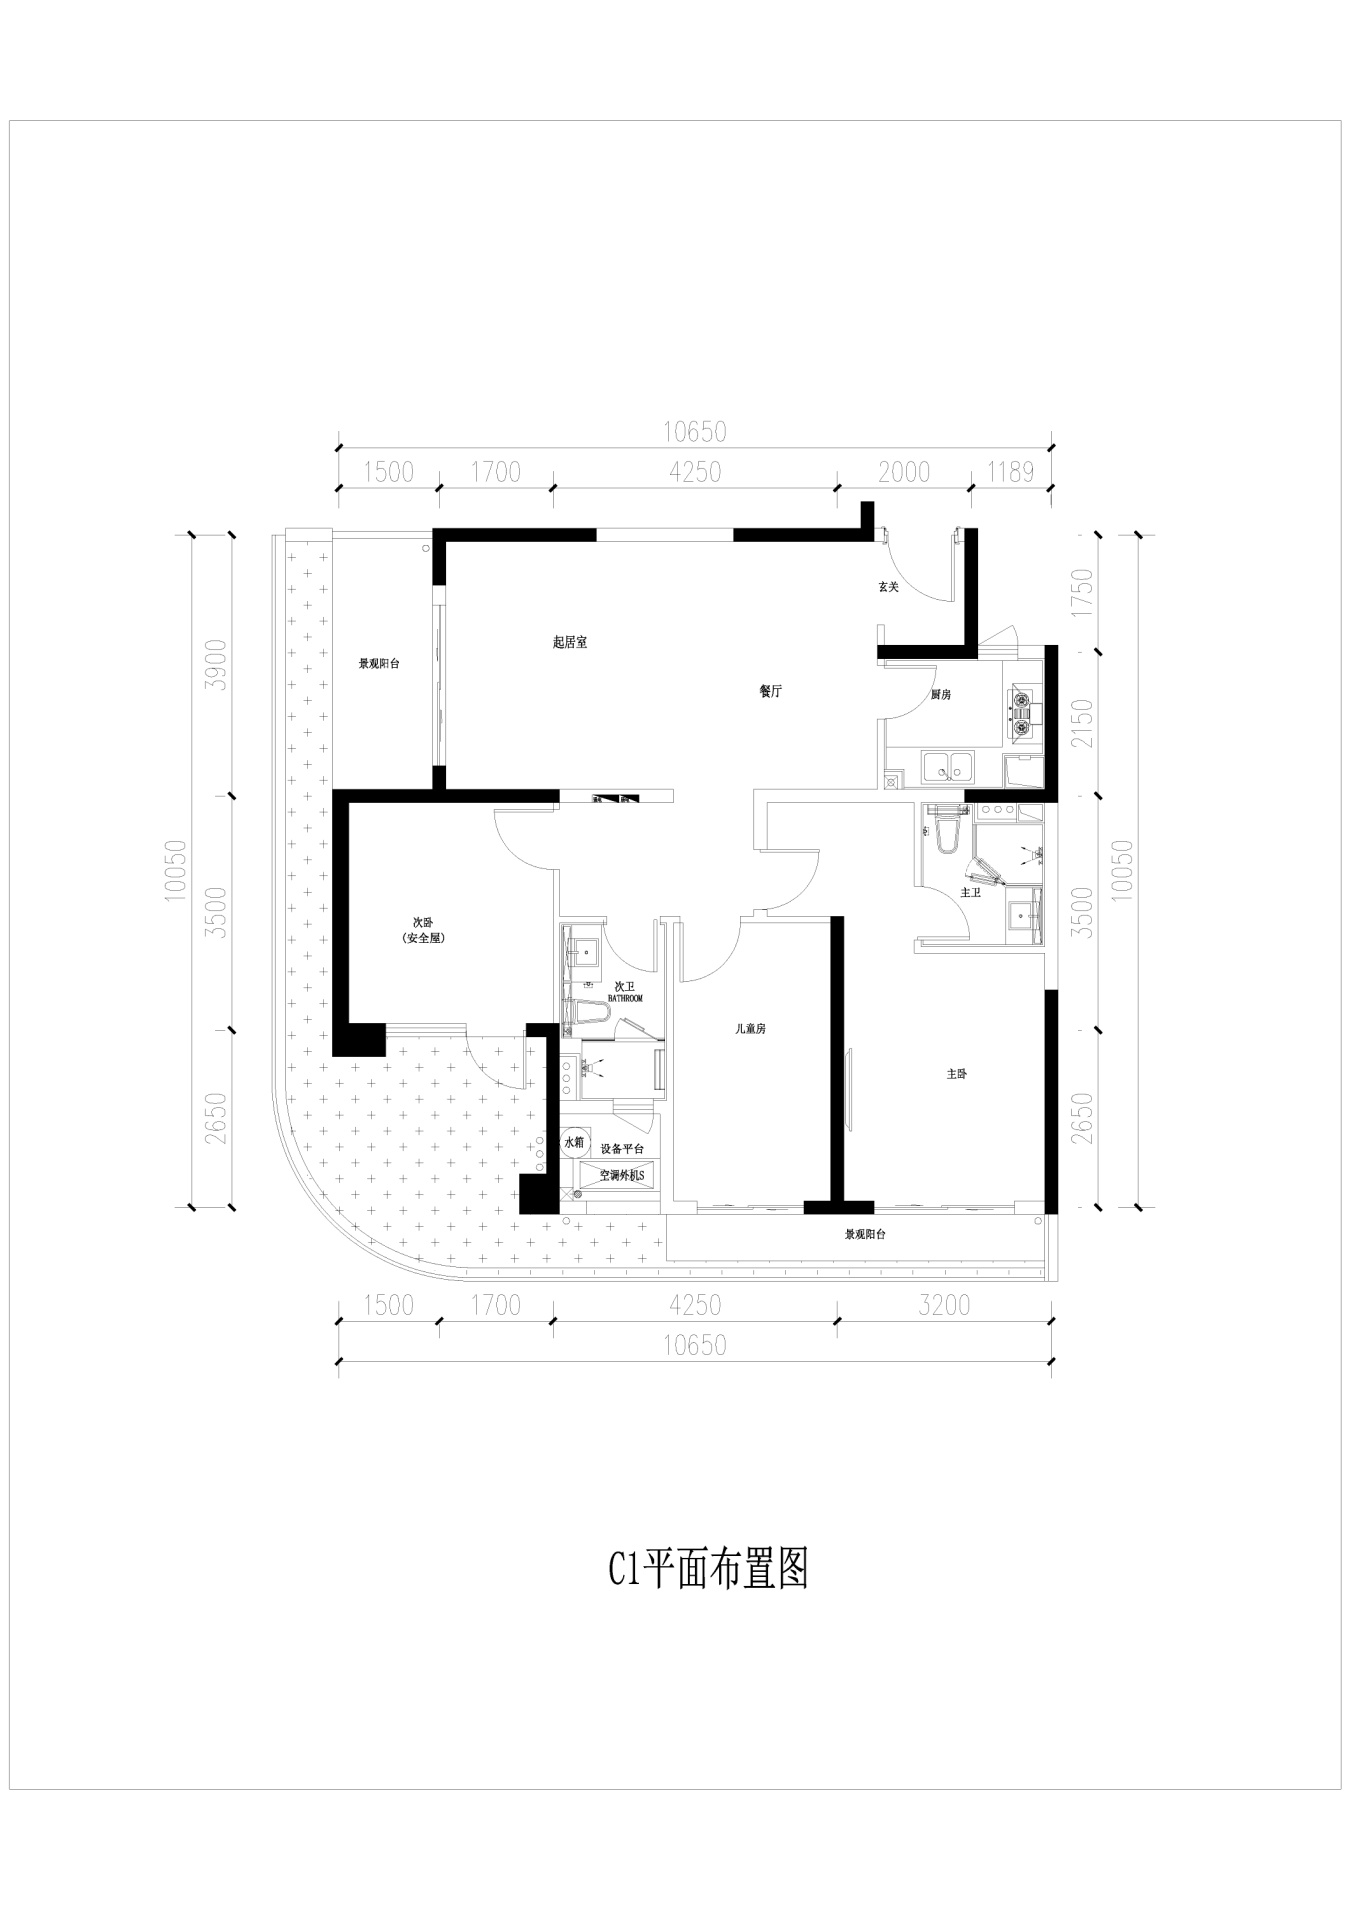 10650
1500
1700
4250
2000
1189
玄关
1750
起居室
3900
景观阳台
餐厅
厨房
2150
10050
10050
3500
次卧
(安全屋)
主卫
3500
次卫
BATHROOM
儿童房
主卧
2650
水箱
设备平台
空调外机S
2650
景观阳台
1500
1700
4250
3200
10650
C1平面布置图